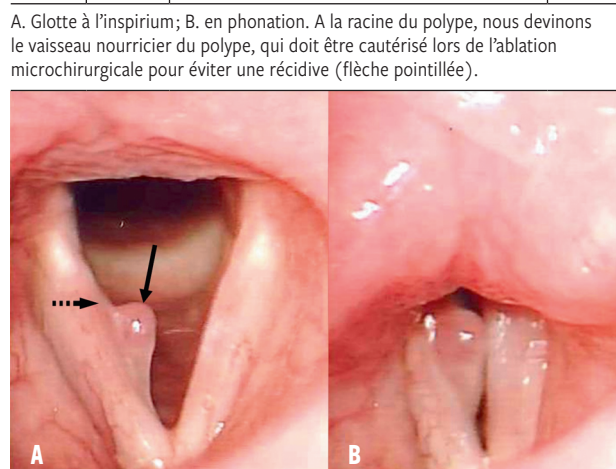 A. Glotte à l’inspirium; B. en phonation. A la racine du polype, nous devinons
le vaisseau nourricier du polype, qui doit être cautérisé lors de l’ablation
microchirurgicale pour éviter une récidive (flèche pointillée).
A
B